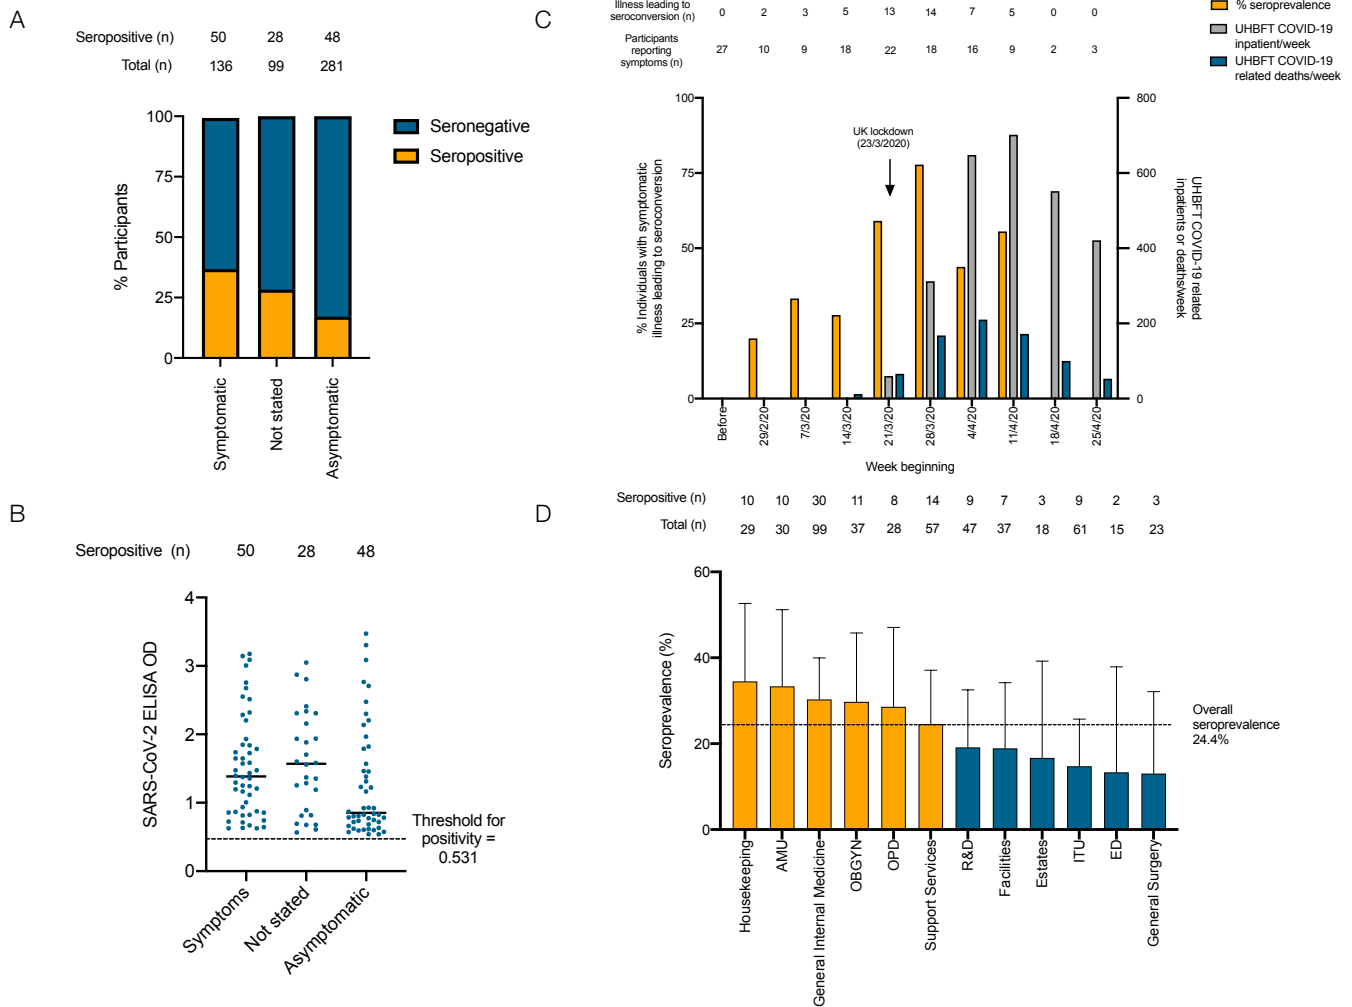 A
Seropositive (n) 50 28 48
Total (n) 136 99 281
100
75
50
25
0
% Participants
Seronegative
Seropositive
Symptomatic
Not stated
Asymptomatic
B
Seropositive (n) 50 28 48
4
3
2
1
0
SARS-CoV-2 ELISA OD
Threshold for
positivity =
0.531
Symptoms
Not stated
Asymptomatic
C
Illness leading to
seroconversion (n) 0 2 3 5 13 14 7 5 0 0
Participants
reporting
symptoms (n) 27 10 9 18 22 18 16 9 2 3
% seroprevalence
UHBFT COVID-19
inpatient/week
UHBFT COVID-19
related deaths/week
100
75
50
25
0
% Individuals with symptomatic
illness leading to seroconversion
UK lockdown
(23/3/2020)
800
600
400
200
0
UHBFT COVID-19 related
inpatients or deaths/week
Before
29/2/20
7/3/20
14/3/20
21/3/20
28/3/20
4/4/20
11/4/20
18/4/20
25/4/20
Week beginning
D
Seropositive (n) 10 10 30 11 8 14 9 7 3 9 2 3
Total (n) 29 30 99 37 28 57 47 37 18 61 15 23
60
40
20
0
Seroprevalence (%)
Overall
seroprevalence
24.4%
Housekeeping
AMU
General Internal Medicine
OBGYN
OPD
Support Services
R&D
Facilities
Estates
ITU
ED
General Surgery